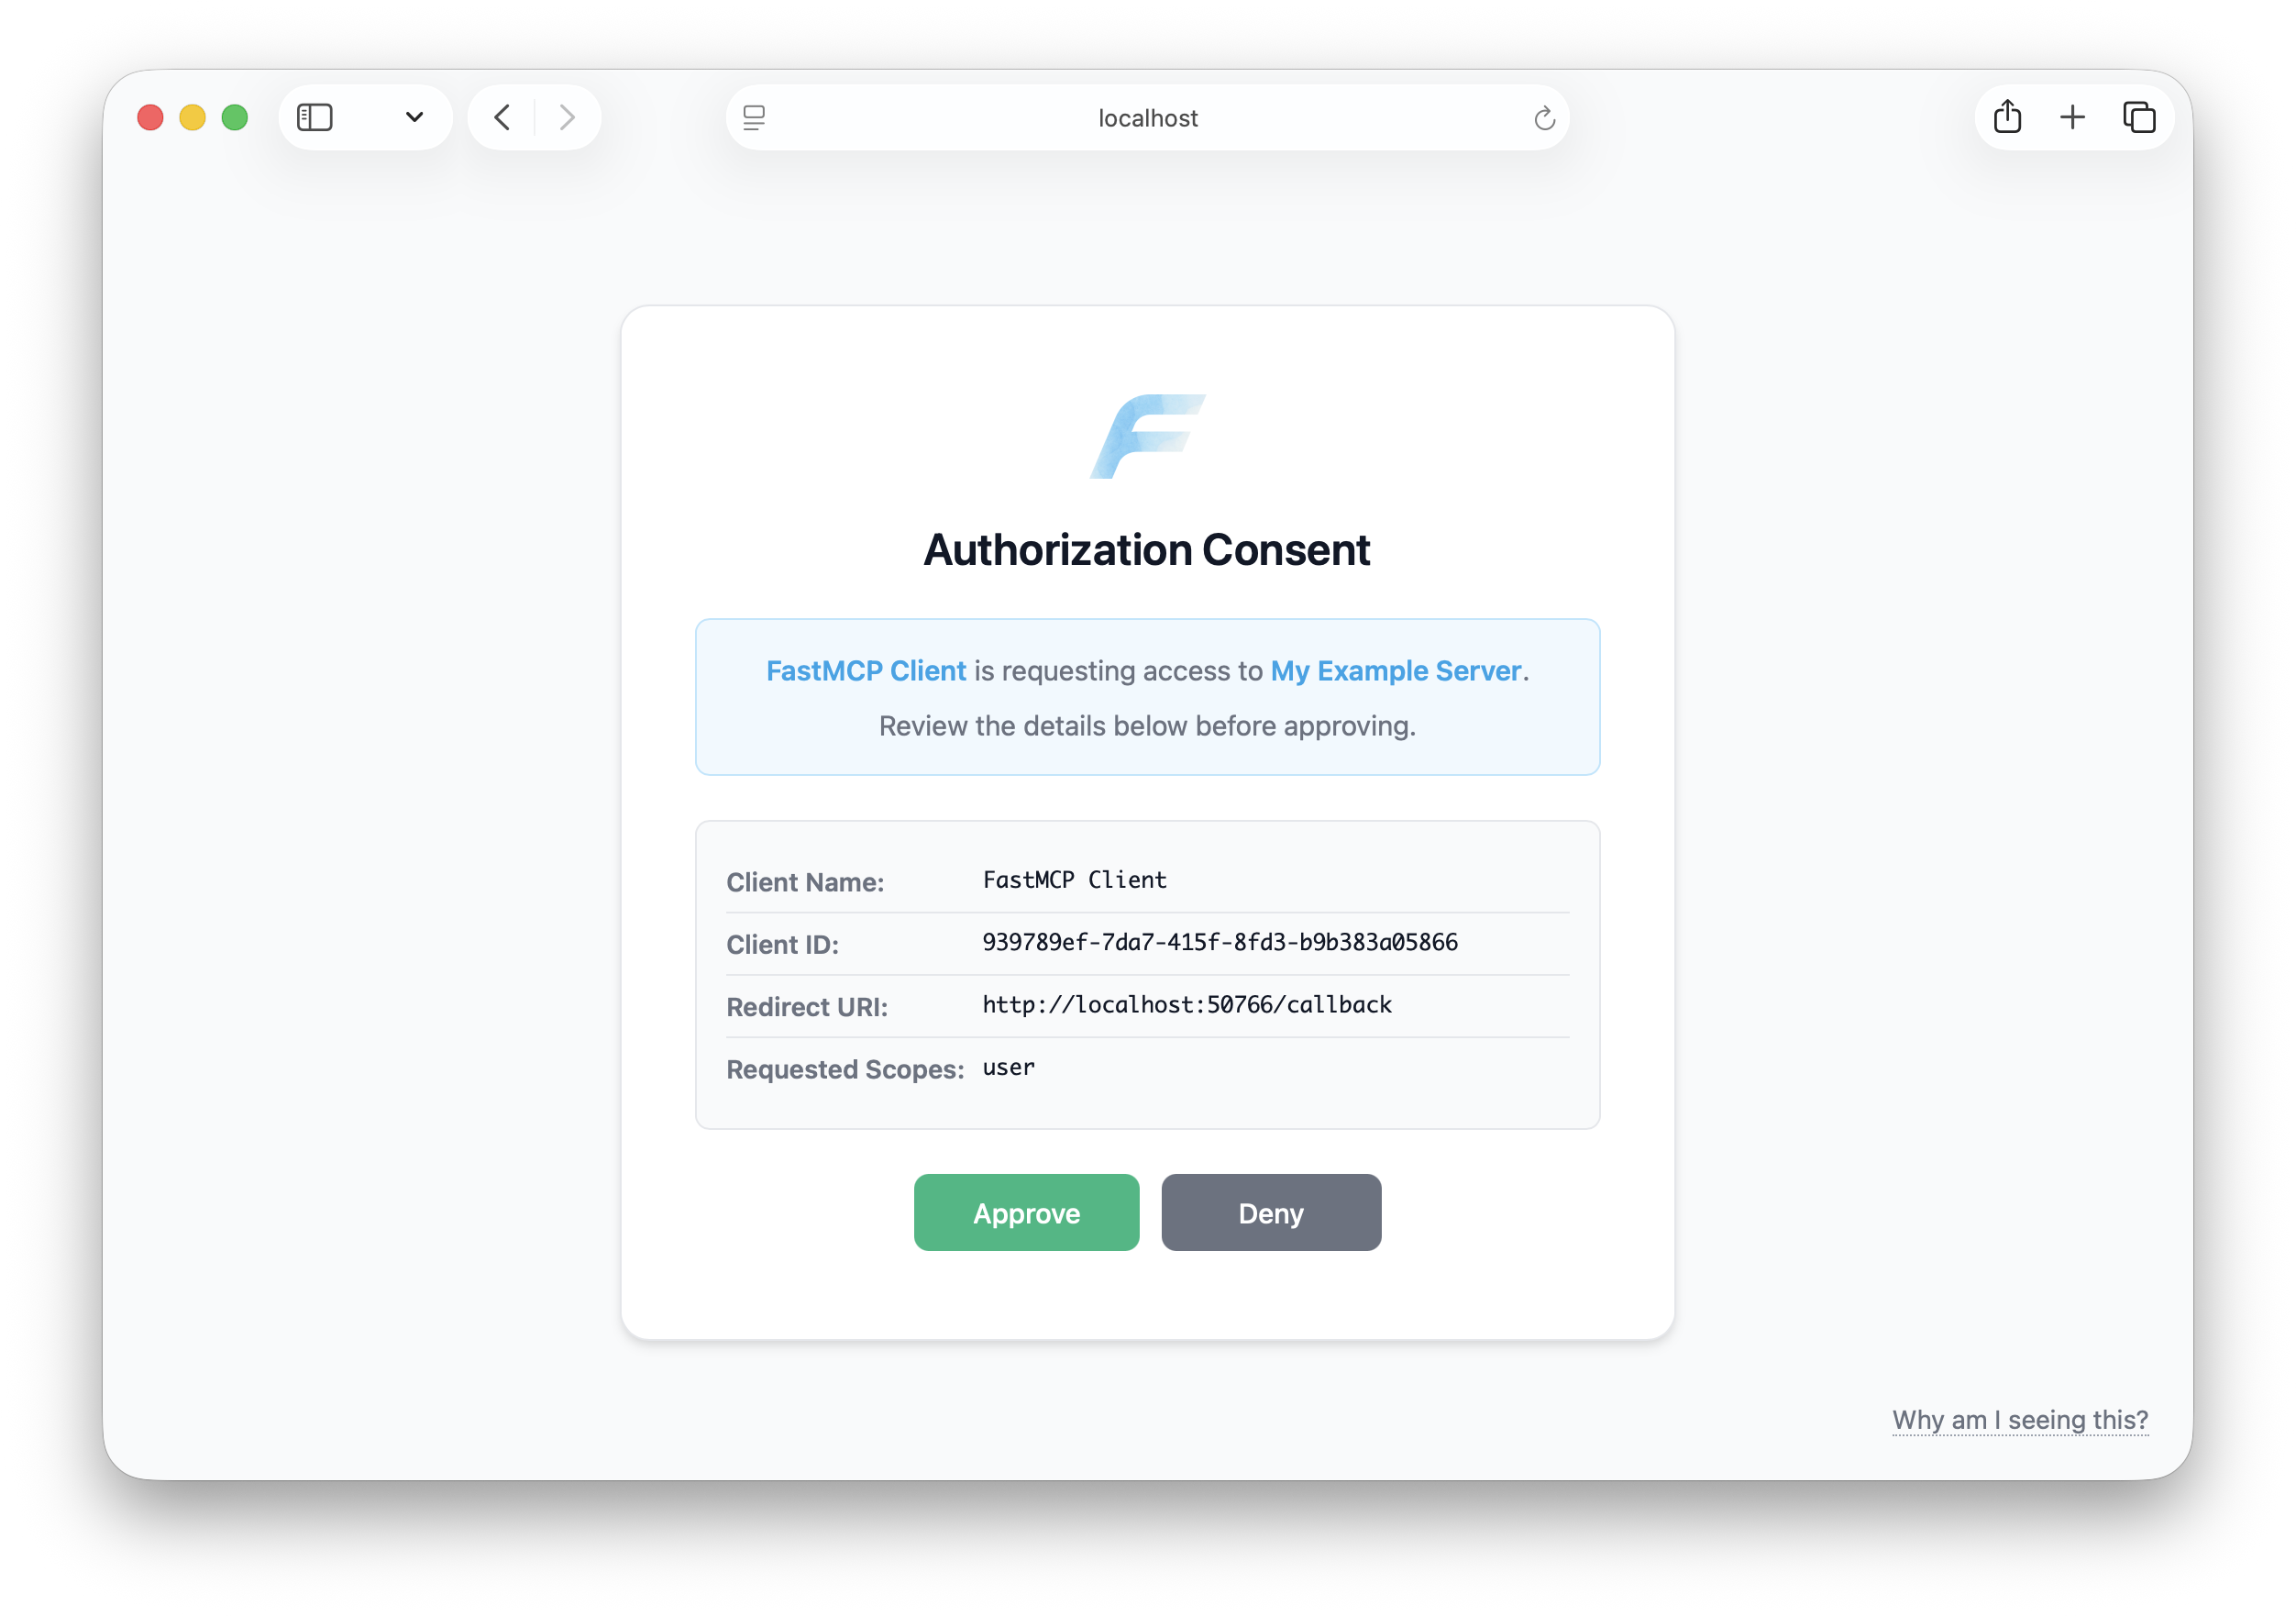 localhost
Authorization Consent
FastMCP Client is requesting access to My Example Server.
Review the details below before approving.
Client Name: FastMCP Client
Client ID: 939789ef-7da7-415f-8fd3-b9b383a05866
Redirect URI: http://localhost:50766/callback
Requested Scopes: user
Approve Deny
Why am I seeing this?